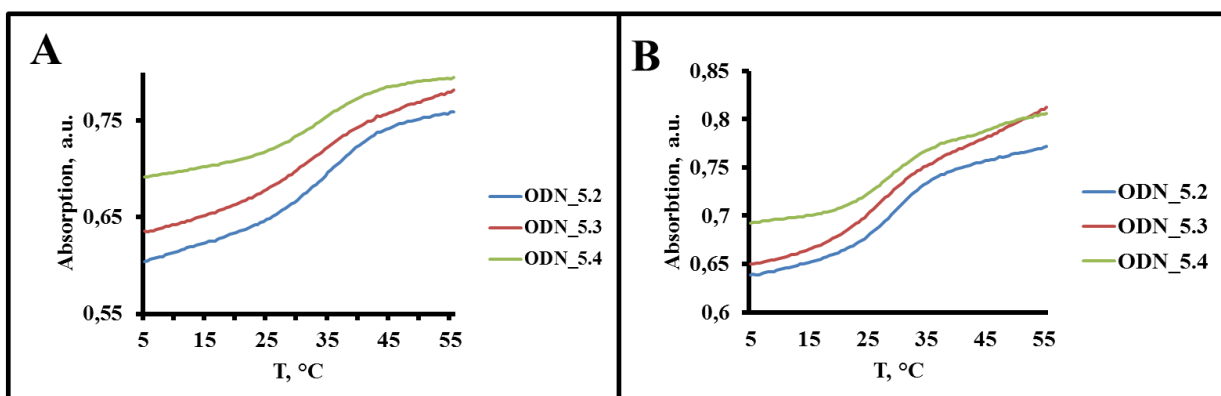 A
Absorption, a.u.
0,75
0,65
0,55
5 15 25 35 45 55
T, °C
ODN_5.2
ODN_5.3
ODN_5.4
B
Absorbtion, a.u.
0,85
0,8
0,75
0,7
0,65
0,6
5 15 25 35 45 55
T, °C
ODN_5.2
ODN_5.3
ODN_5.4